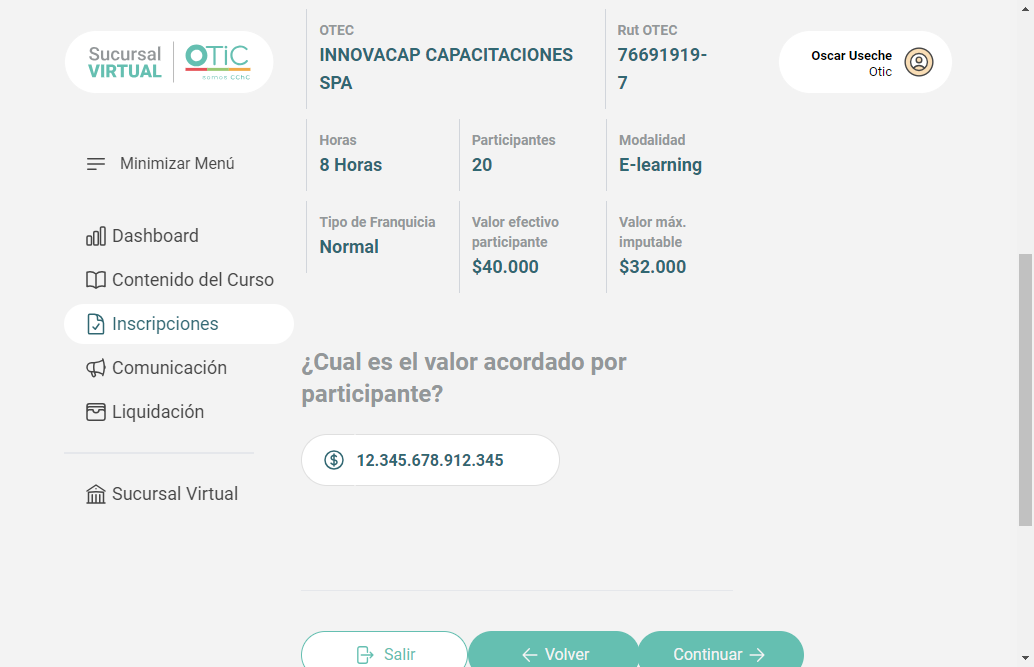 Sucursal
VIRTUAL
OTiC
somos CChC
Minimizar Menú
Dashboard
Contenido del Curso
Inscripciones
Comunicación
Liquidación
Sucursal Virtual
OTEC
INNOVACAP CAPACITACIONES
SPA
Rut OTEC
76691919-
7
Horas
8 Horas
Participantes
20
Modalidad
E-learning
Tipo de Franquicia
Normal
Valor efectivo
participante
$40.000
Valor máx.
imputable
$32.000
¿Cual es el valor acordado por
participante?
12.345.678.912.345
Salir
Volver
Continuar
Oscar Useche
Otic